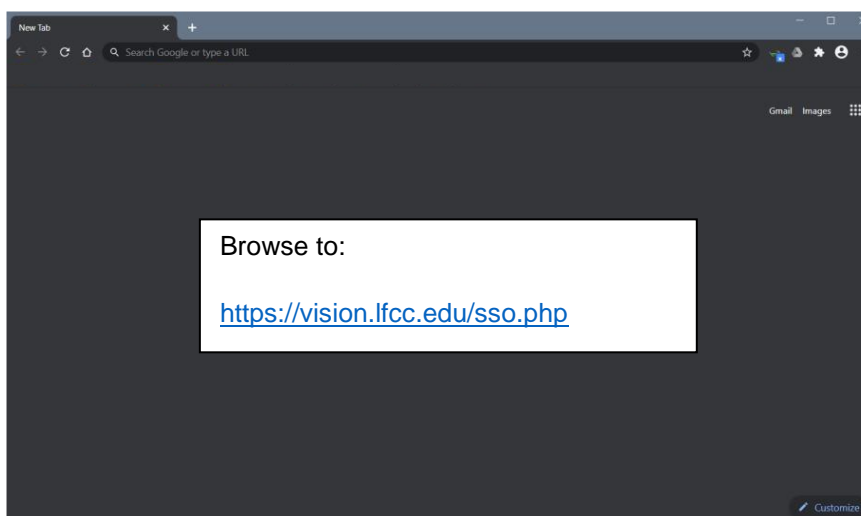 New Tab
Search Google or type a URL
Gmail Images
Browse to:
https://vision.lfcc.edu/sso.php
Customize